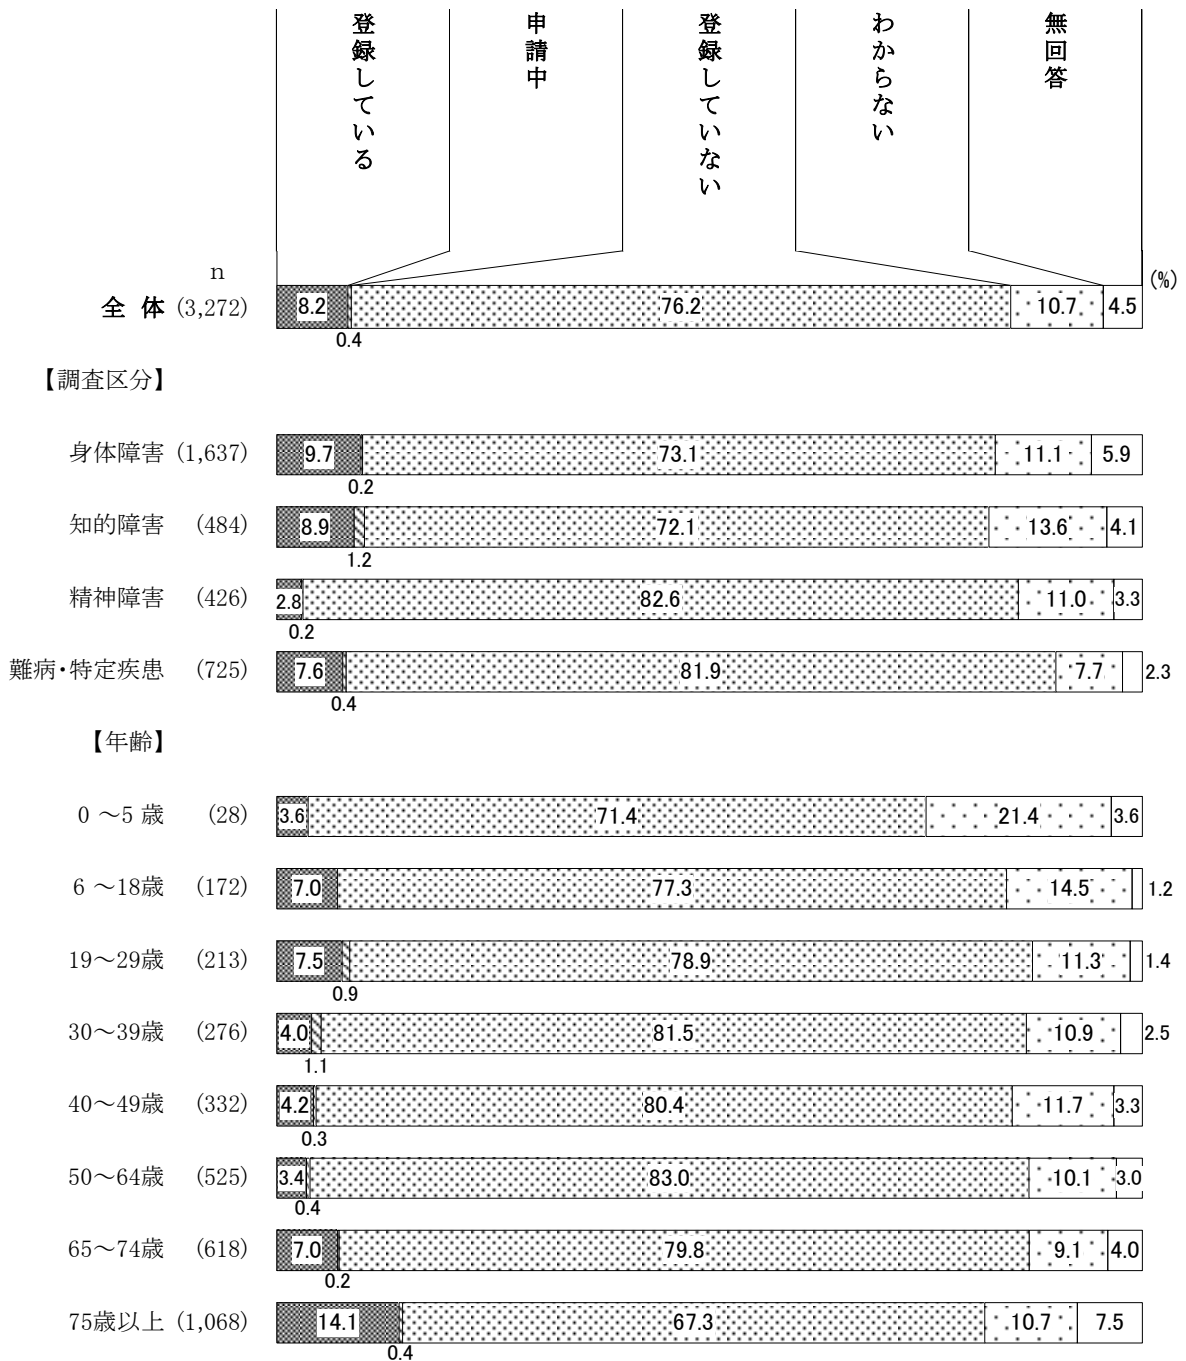 登録している
申請中
登録していない
わからない
無回答
n
(%)
全 体 (3,272) 8.2 76.2 10.7 4.5
0.4
【調査区分】
身体障害 (1,637) 9.7 73.1 11.1 5.9
0.2
知的障害 (484) 8.9 72.1 13.6 4.1
1.2
精神障害 (426) 2.8 82.6 11.0 3.3
0.2
難病・特定疾患 (725) 7.6 81.9 7.7 2.3
0.4
【年齢】
0 ～5 歳 (28) 3.6 71.4 21.4 3.6
6 ～18歳 (172) 7.0 77.3 14.5 1.2
19～29歳 (213) 7.5 78.9 11.3 1.4
0.9
30～39歳 (276) 4.0 81.5 10.9 2.5
1.1
40～49歳 (332) 4.2 80.4 11.7 3.3
0.3
50～64歳 (525) 3.4 83.0 10.1 3.0
0.4
65～74歳 (618) 7.0 79.8 9.1 4.0
0.2
75歳以上 (1,068) 14.1 67.3 10.7 7.5
0.4